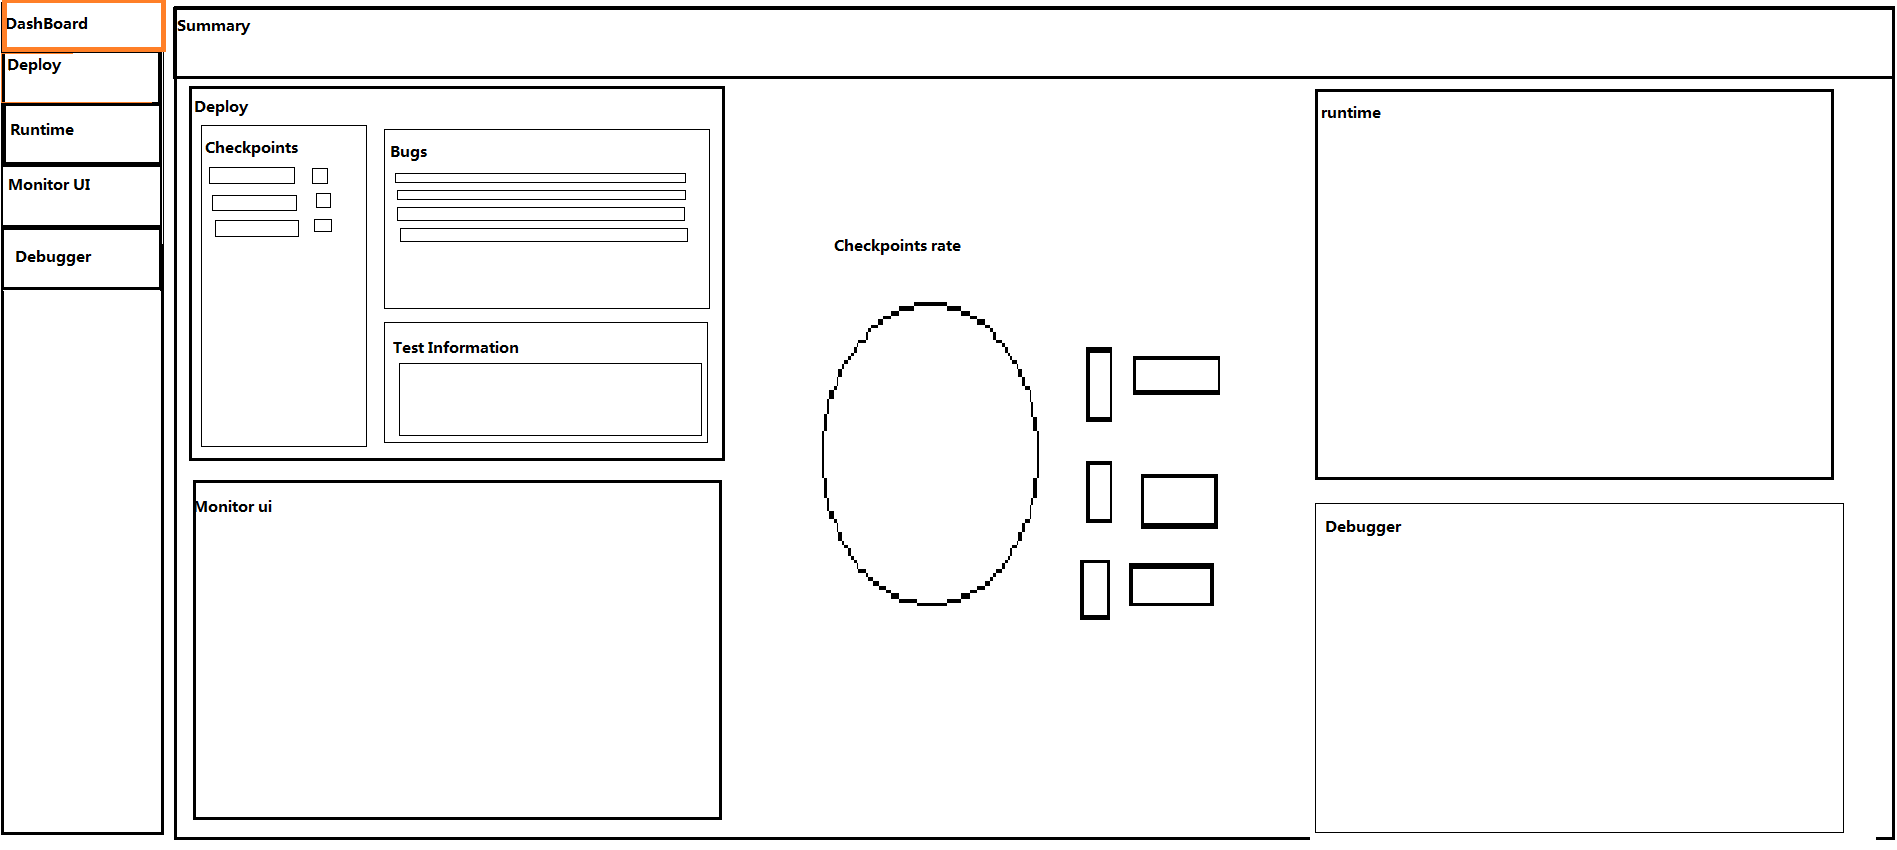 DashBoard
Deploy
Runtime
Monitor UI
Debugger
Summary
Deploy
Checkpoints
Bugs
Test Information
Monitor ui
Checkpoints rate
runtime
Debugger